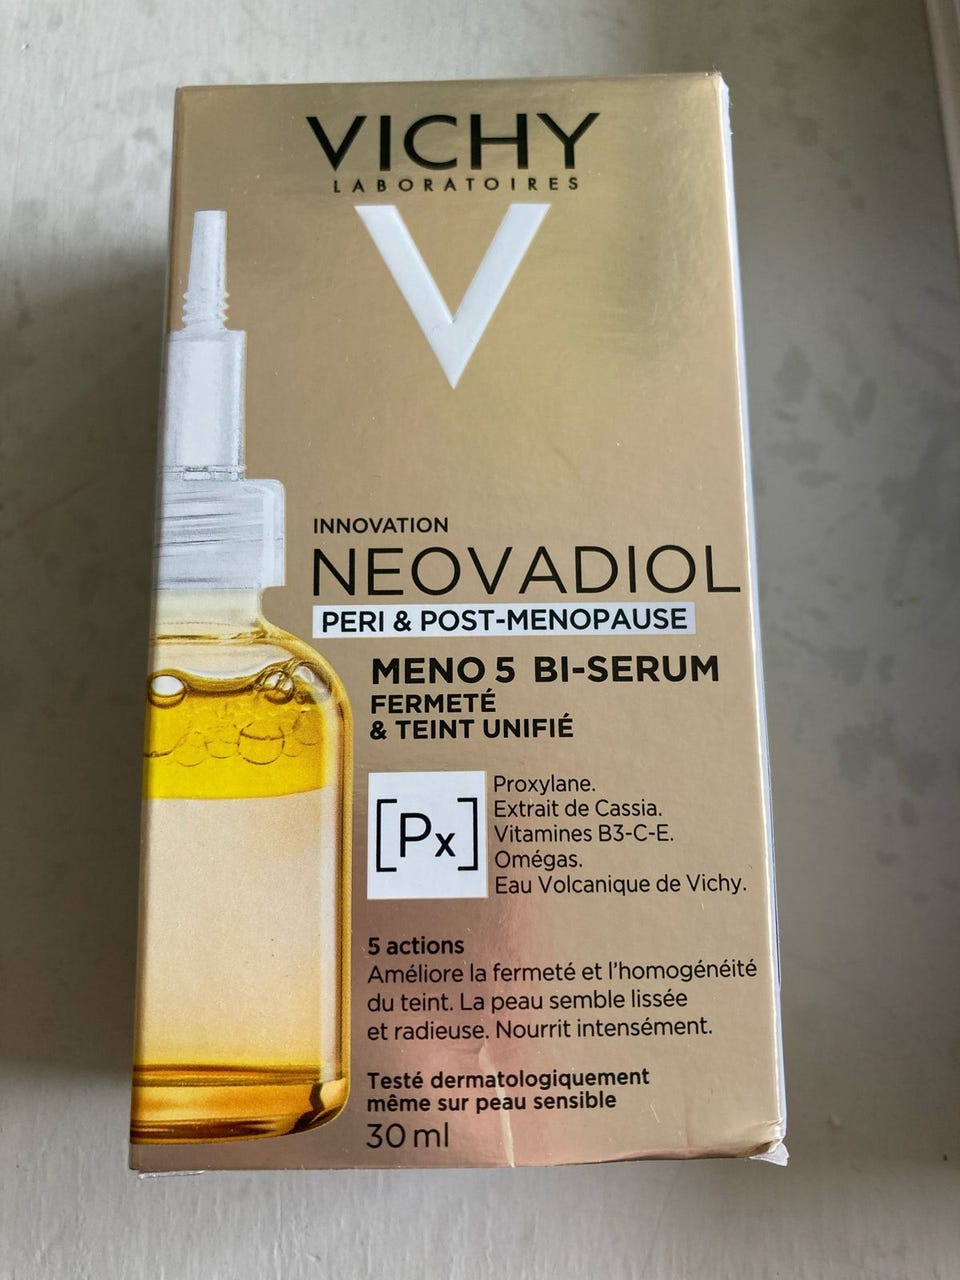 VICHY
LABORATOIRES
V
INNOVATION
NEOVADIOL
PERI & POST-MENOPAUSE
MENO 5 BI-SERUM
FERMETÉ
& TEINT UNIFIÉ
[Px]
Proxylane.
Extrait de Cassia.
Vitamines B3-C-E.
Omégas.
Eau Volcanique de Vichy.
5 actions
Améliore la fermeté et l'homogénéité
du teint. La peau semble lissée
et radieuse. Nourrit intensément.
Testé dermatologiquement
même sur peau sensible
30 ml